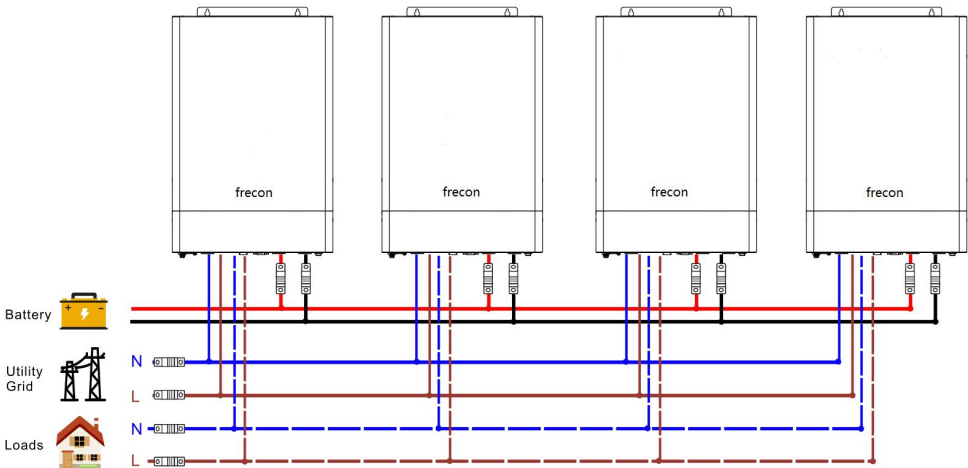 frecon frecon frecon frecon
Battery
+ −
Utility
Grid
N
L
Loads
N
L